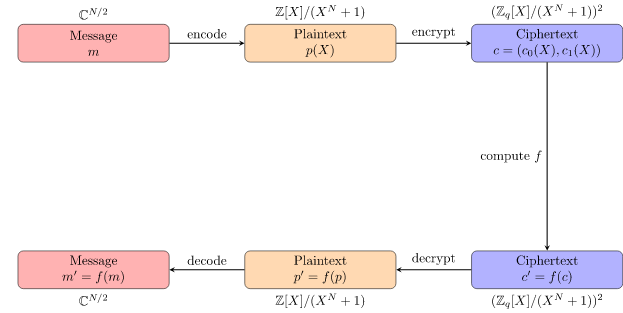 ℂ^{N/2}
ℤ[X]/(X^N + 1)
(ℤ_q[X]/(X^N + 1))^2
Message
m
encode
Plaintext
p(X)
encrypt
Ciphertext
c = (c_0(X), c_1(X))
compute f
Message
m′ = f(m)
decode
Plaintext
p′ = f(p)
decrypt
Ciphertext
c′ = f(c)
ℂ^{N/2}
ℤ[X]/(X^N + 1)
(ℤ_q[X]/(X^N + 1))^2